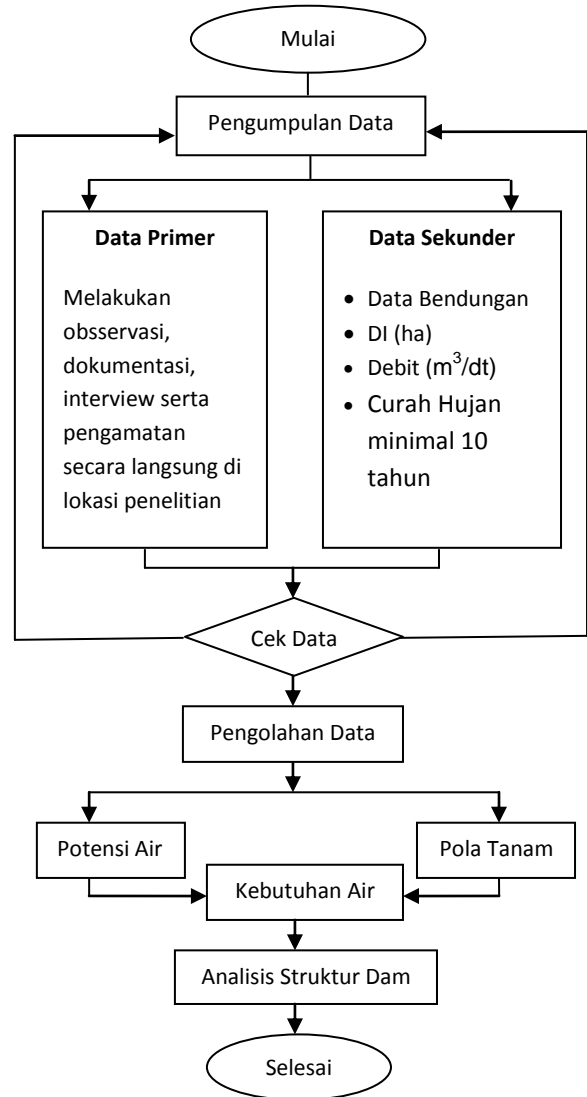 Mulai
Pengumpulan Data
Data Primer
Melakukan
obsservasi,
dokumentasi,
interview serta
pengamatan
secara langsung di
lokasi penelitian
Data Sekunder
• Data Bendungan
• DI (ha)
• Debit (m³/dt)
• Curah Hujan
minimal 10
tahun
Cek Data
Pengolahan Data
Potensi Air
Pola Tanam
Kebutuhan Air
Analisis Struktur Dam
Selesai